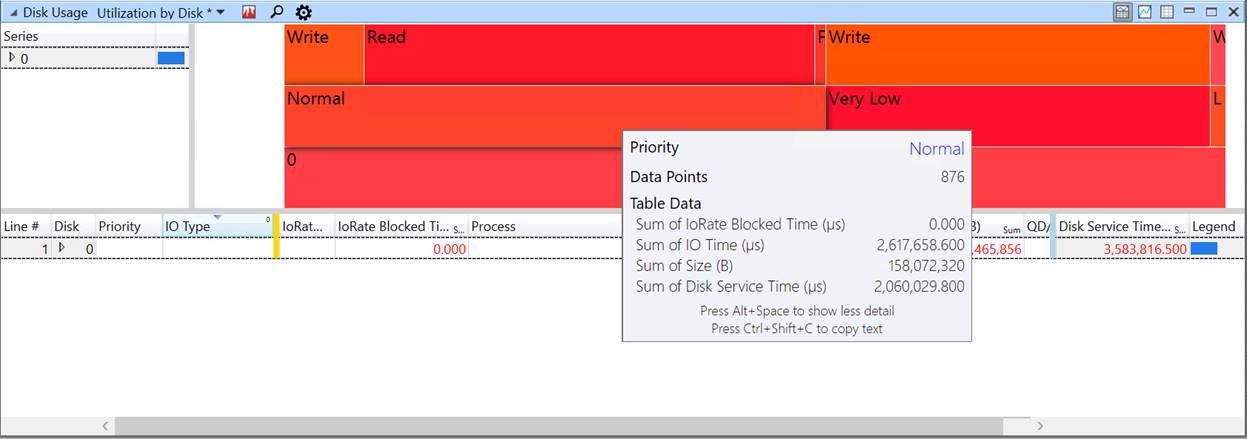 Disk Usage Utilization by Disk *
Series
0
Write Read F Write W
Normal Very Low L
0
Priority Normal
Data Points 876
Table Data
Sum of IoRate Blocked Time (µs) 0.000
Sum of IO Time (µs) 2,617,658.600
Sum of Size (B) 158,072,320
Sum of Disk Service Time (µs) 2,060,029.800
Press Alt+Space to show less detail
Press Ctrl+Shift+C to copy text
Line # Disk Priority IO Type 0 IoRat... IoRate Blocked Ti... S... Process B) Sum QD/ Disk Service Time... S... Legend
1 0 0.000 ,465,856 3,583,816.500